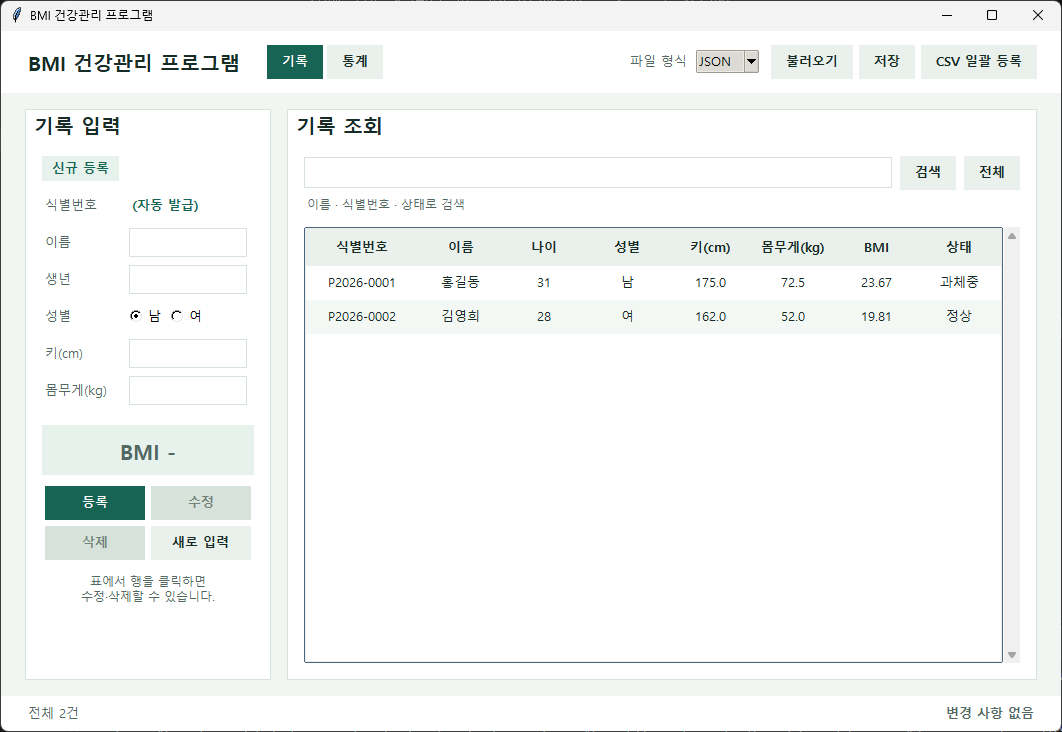 BMI 건강관리 프로그램
BMI 건강관리 프로그램 기록 통계 파일 형식 JSON 불러오기 저장 CSV 일괄 등록
기록 입력
신규 등록
식별번호 (자동 발급)
이름
생년
성별 남 여
키(cm)
몸무게(kg)
BMI -
등록 수정
삭제 새로 입력
표에서 행을 클릭하면
수정·삭제할 수 있습니다.
기록 조회
검색 전체
이름 · 식별번호 · 상태로 검색
식별번호 이름 나이 성별 키(cm) 몸무게(kg) BMI 상태
P2026-0001 홍길동 31 남 175.0 72.5 23.67 과체중
P2026-0002 김영희 28 여 162.0 52.0 19.81 정상
전체 2건 변경 사항 없음